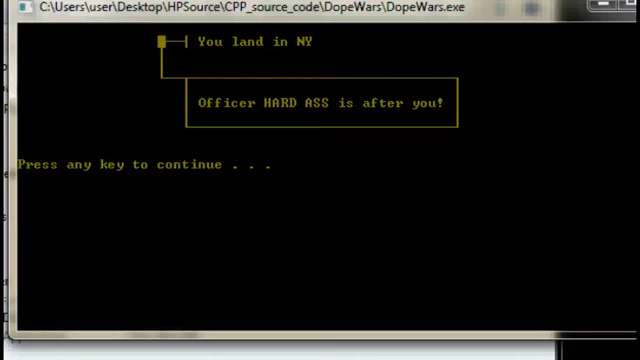 C:\Users\user\Desktop\HPSource\CPP_source_code\DopeWars\DopeWars.exe
You land in NY
Officer HARD ASS is after you!
Press any key to continue . . .